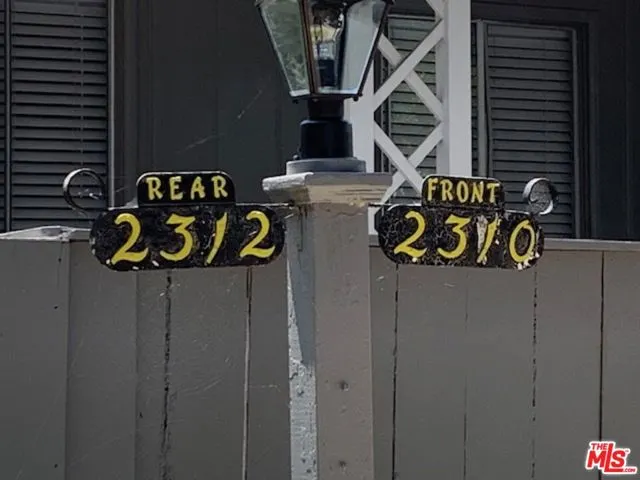 REAR
2312
FRONT
2310
THE
MLS
.COM